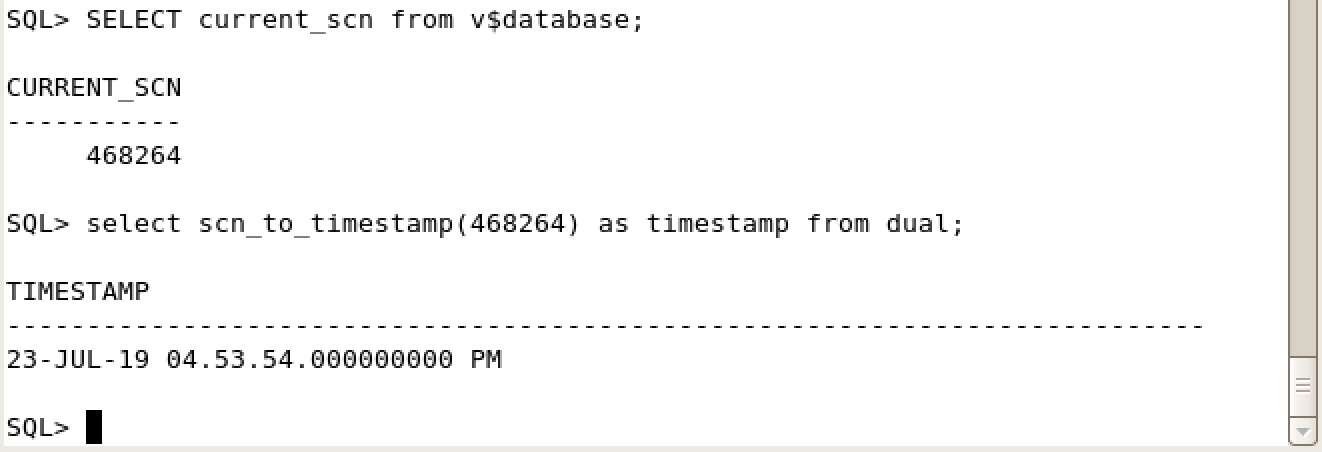 SQL> SELECT current_scn from v$database;
CURRENT_SCN
-----------
468264
SQL> select scn_to_timestamp(468264) as timestamp from dual;
TIMESTAMP
---------------------------------------------------------------------------
23-JUL-19 04.53.54.000000000 PM
SQL>